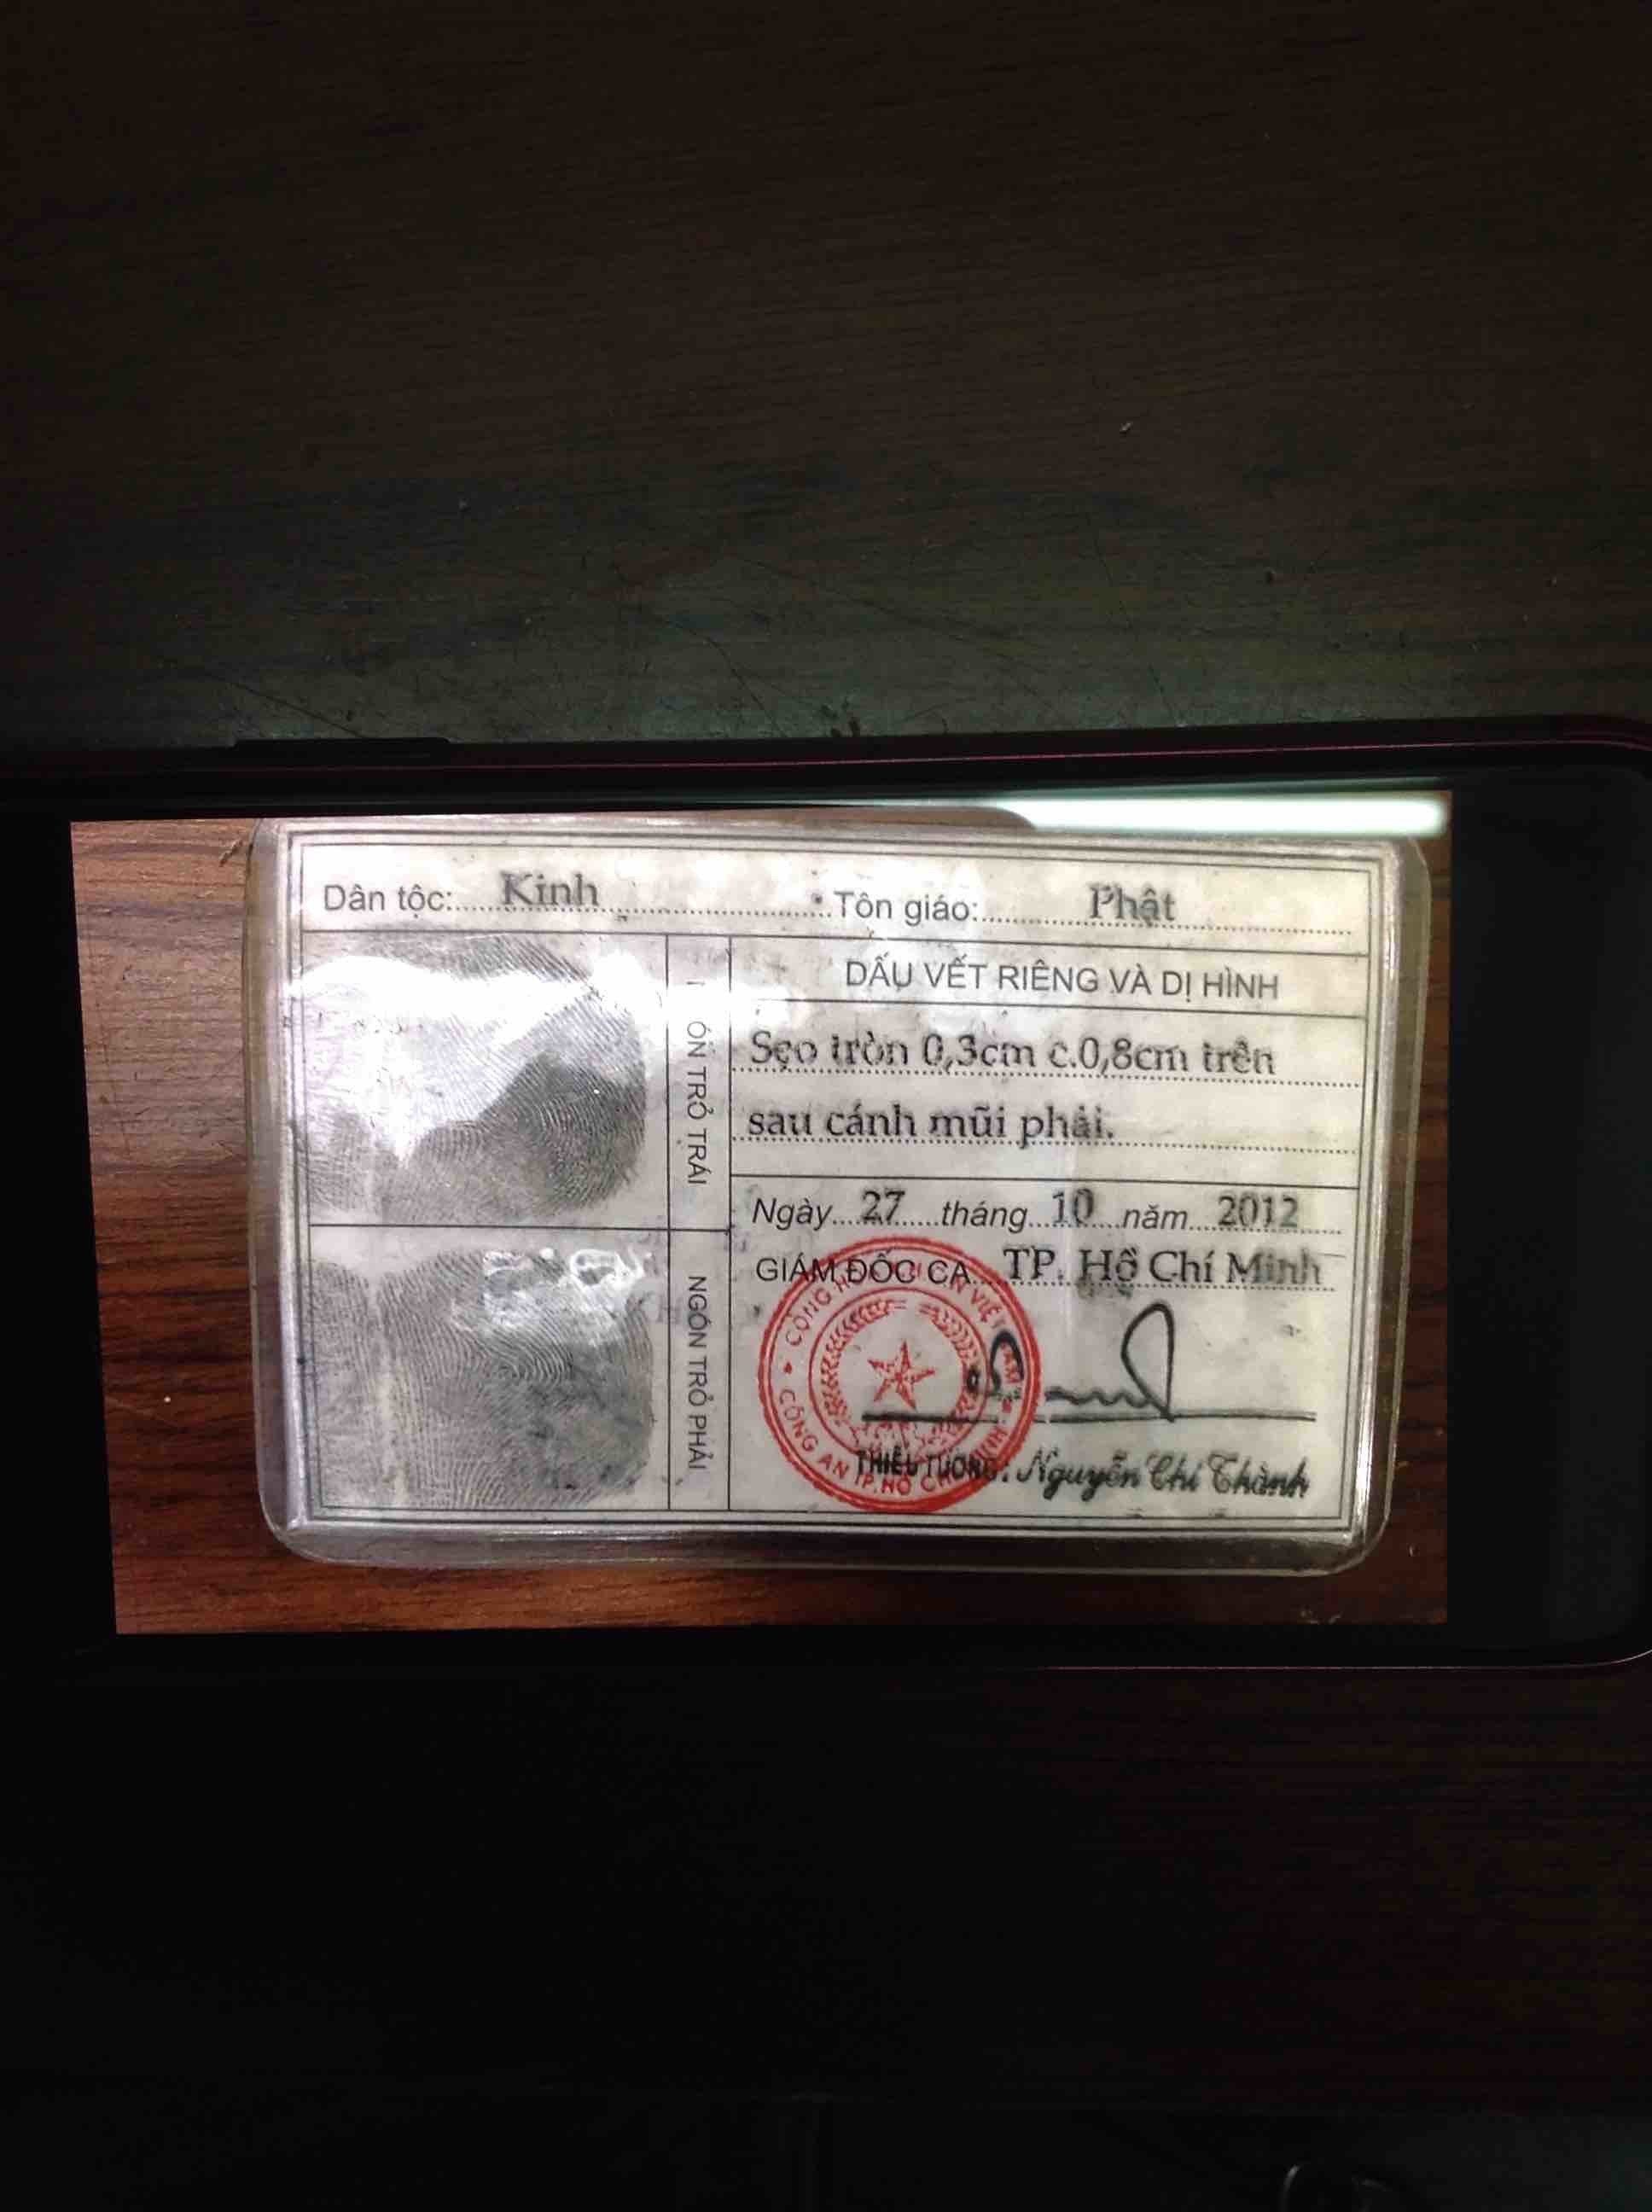 Dân tộc: Kinh Tôn giáo: Phật
DẤU VẾT RIÊNG VÀ DỊ HÌNH
Sẹo tròn 0,3cm c.0,8cm trên
sau cánh mũi phải.
NGÓN TRỎ TRÁI
Ngày 27 tháng 10 năm 2012
GIÁM ĐỐC CA TP. Hồ Chí Minh
NGÓN TRỎ PHẢI
CÔNG AN TP. HỒ CHÍ MINH
THIẾU TƯỚNG: Nguyễn Chí Thành